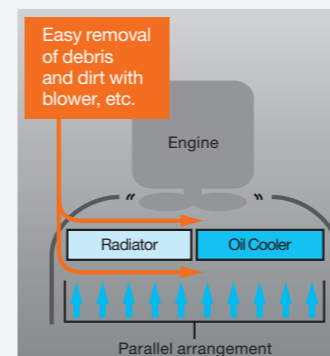 Easy removal
of debris
and dirt with
blower, etc.
Engine
Radiator
Oil Cooler
Parallel arrangement